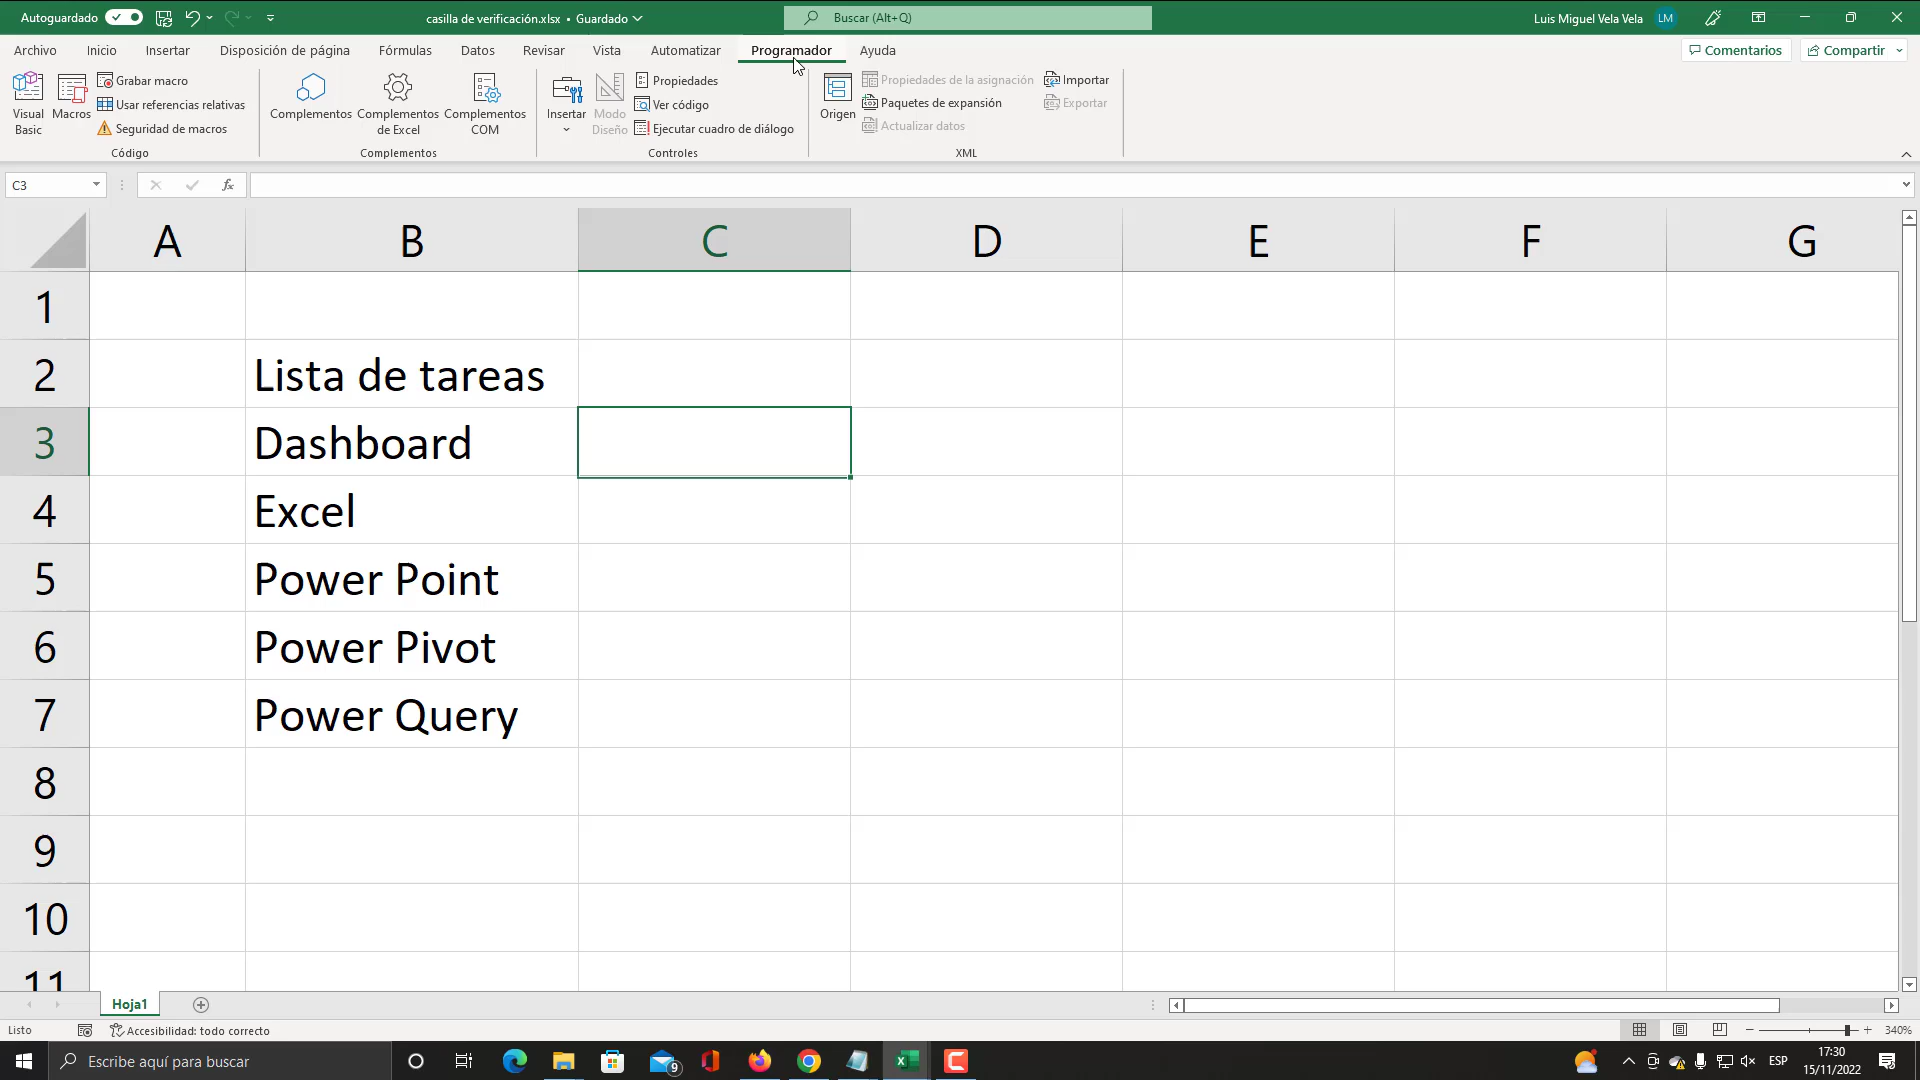 Autoguardado
casilla de verificación.xlsx • Guardado
Buscar (Alt+Q)
Luis Miguel Vela Vela
LM
Archivo
Inicio
Insertar
Disposición de página
Fórmulas
Datos
Revisar
Vista
Automatizar
Programador
Ayuda
Comentarios
Compartir
Visual
Basic
Macros
Grabar macro
Usar referencias relativas
Seguridad de macros
Código
Complementos
Complementos
de Excel
Complementos
COM
Complementos
Insertar
Modo
Diseño
Propiedades
Ver código
Ejecutar cuadro de diálogo
Controles
Origen
Propiedades de la asignación
Paquetes de expansión
Actualizar datos
Importar
Exportar
XML
C3
fx
A B C D E F G
1
2 Lista de tareas
3 Dashboard
4 Excel
5 Power Point
6 Power Pivot
7 Power Query
8
9
10
11
Hoja1
Listo
Accesibilidad: todo correcto
340%
Escribe aquí para buscar
9
ESP
17:30
15/11/2022